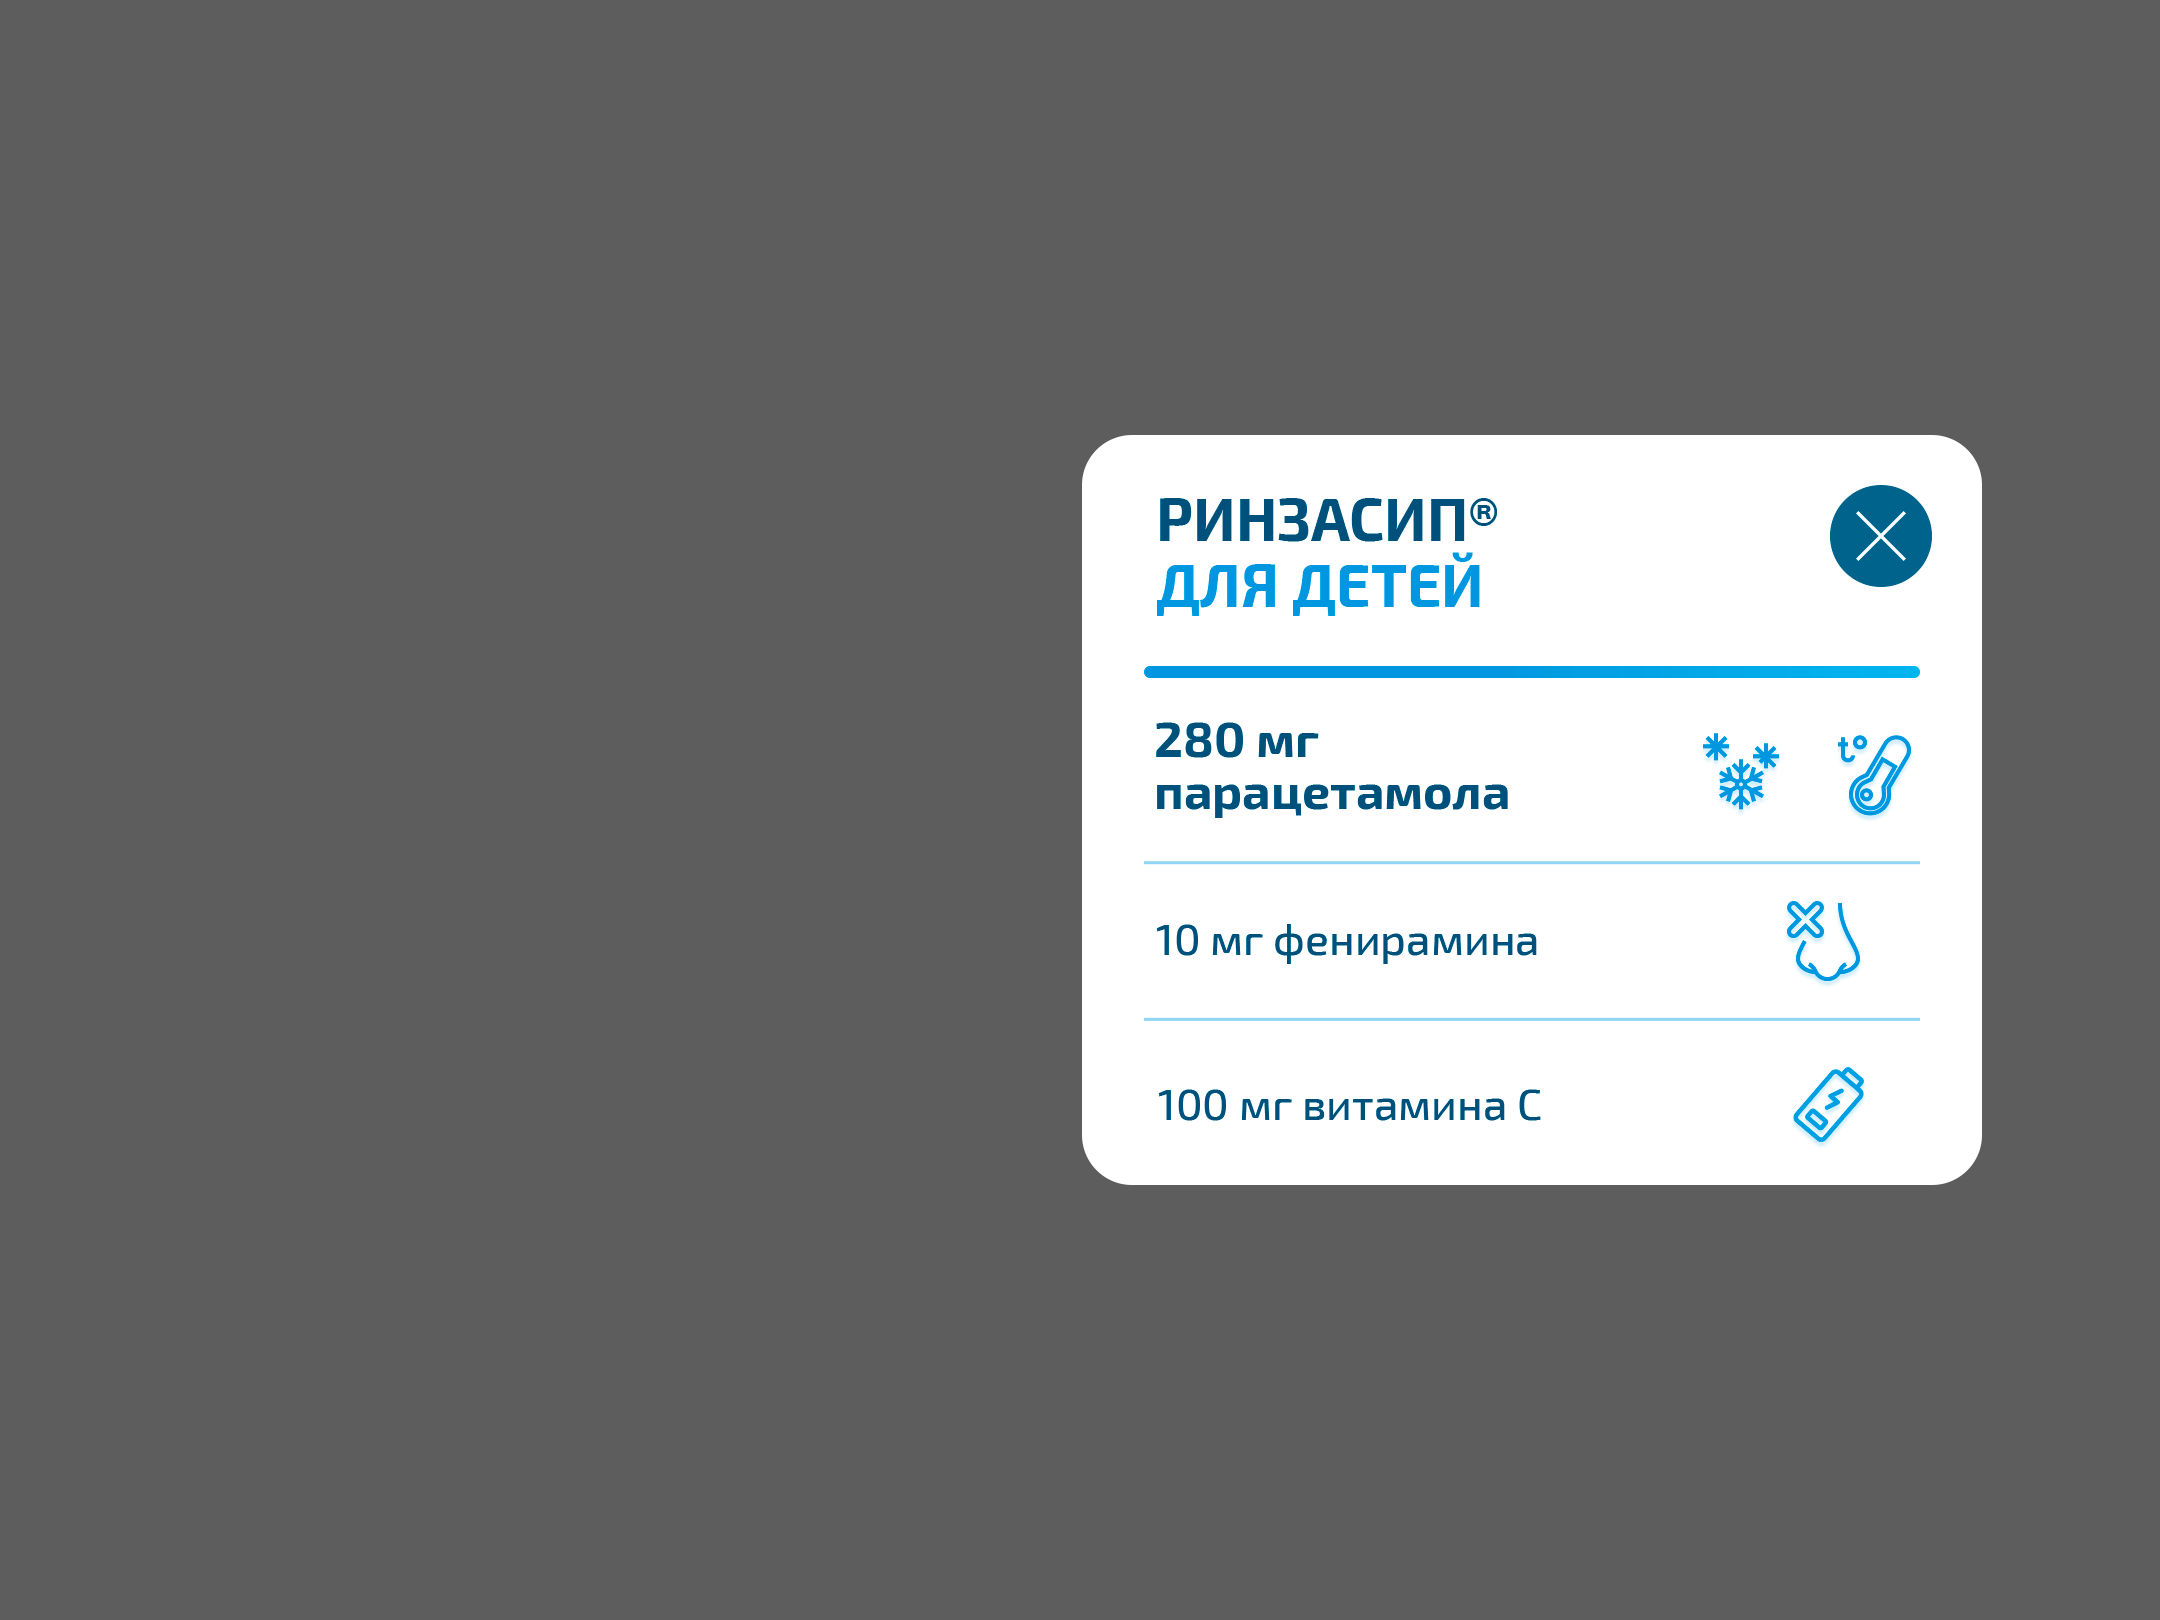 РИНЗАСИП®
ДЛЯ ДЕТЕЙ
280 мг
парацетамола
t°
10 мг фенирамина
100 мг витамина С